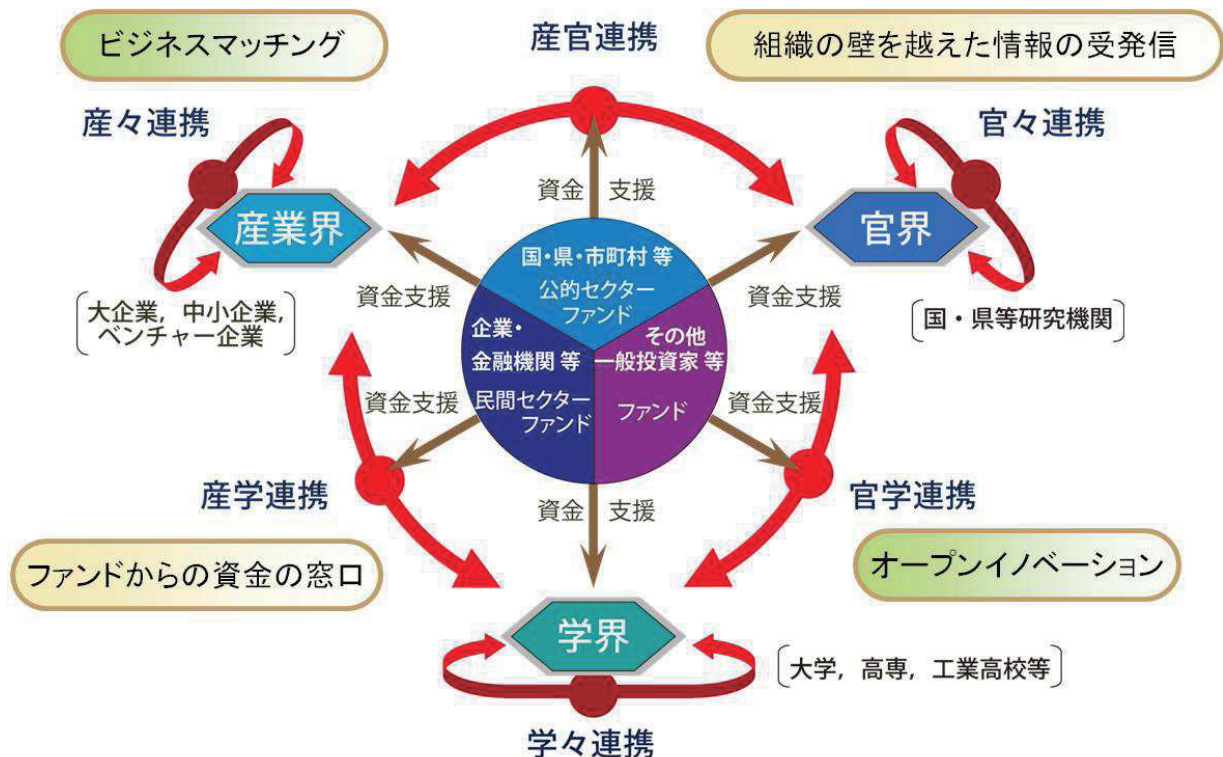 ビジネスマッチング
産官連携
組織の壁を越えた情報の受発信
産々連携
官々連携
資金 支援
産業界
官界
国・県・市町村 等
公的セクター
ファンド
資金支援
資金支援
大企業，中小企業，
ベンチャー企業
国・県等研究機関
企業・
金融機関 等
民間セクター
ファンド
その他
一般投資家 等
ファンド
資金支援
資金支援
産学連携
資金 支援
官学連携
ファンドからの資金の窓口
オープンイノベーション
学界
大学，高専，工業高校等
学々連携